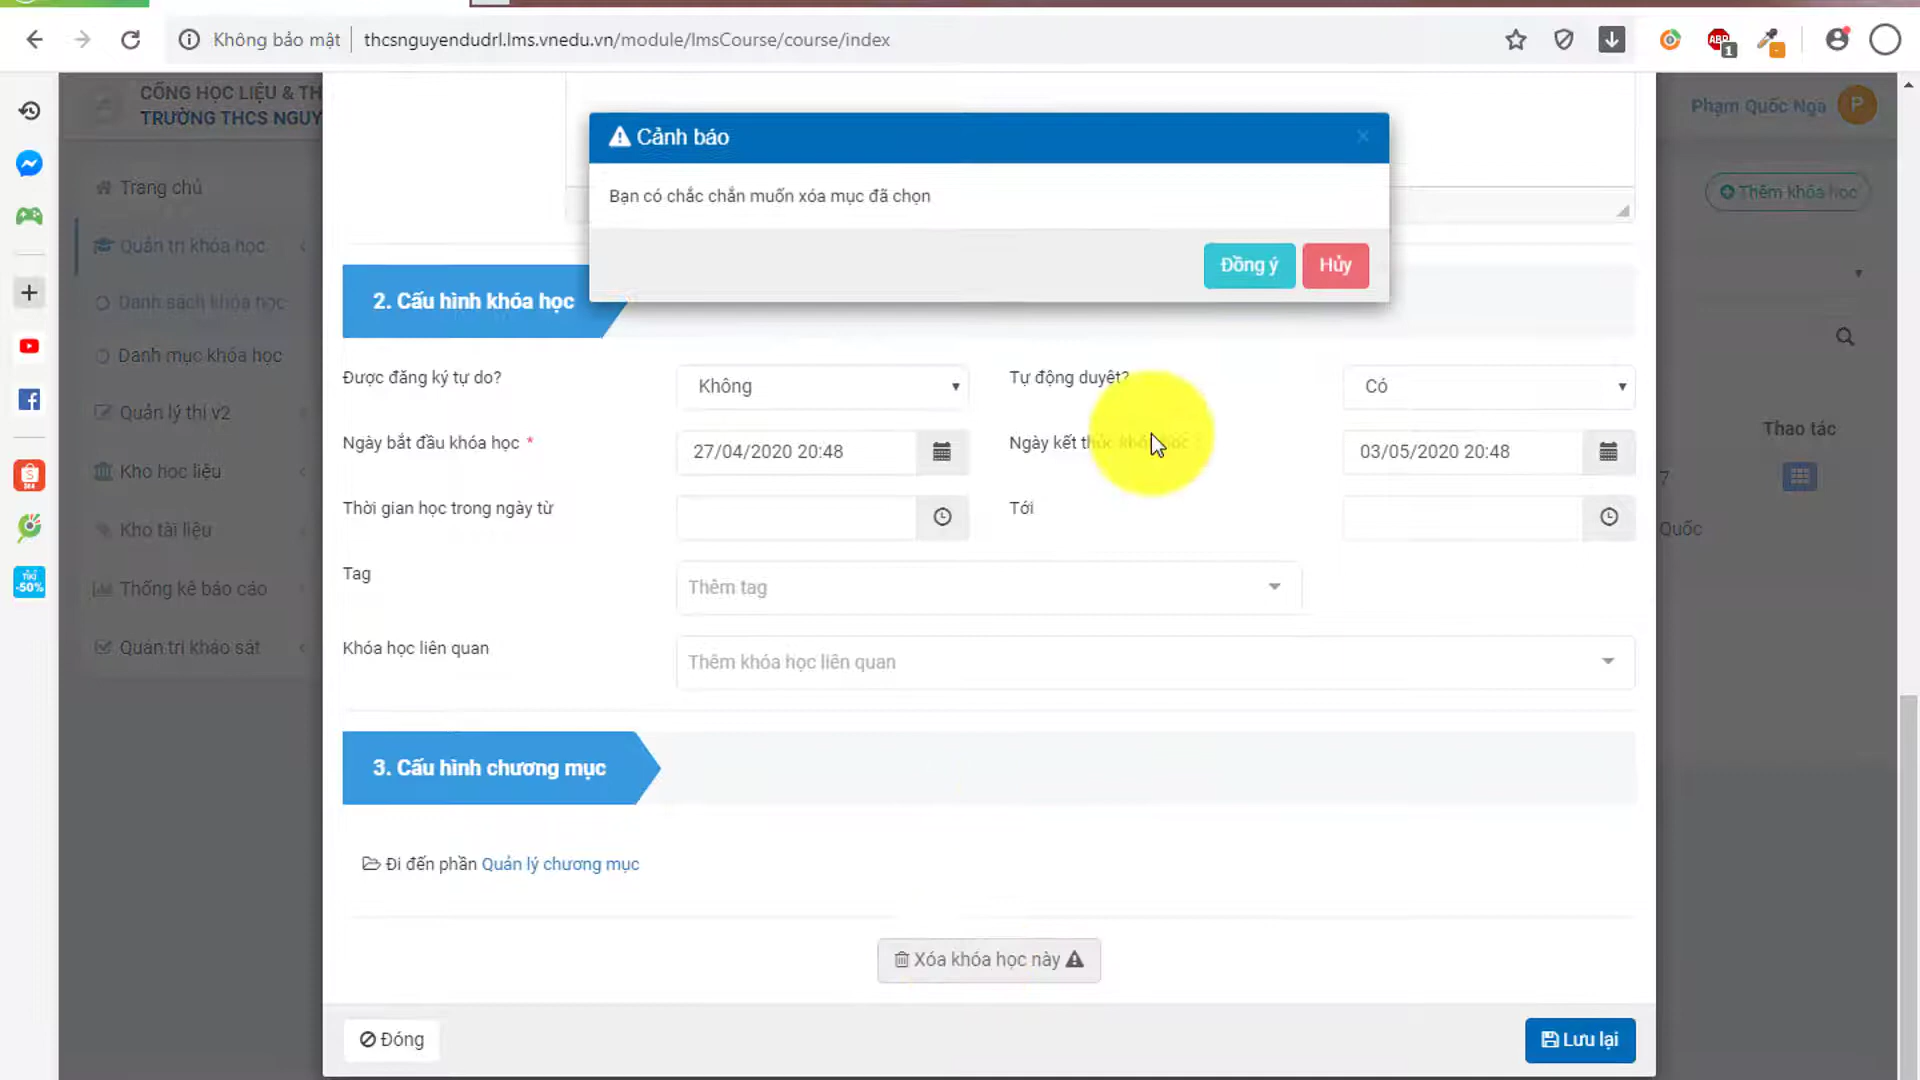 Không bảo mật
thcsnguyendudrl.lms.vnedu.vn/module/lmsCourse/course/index
ABP
1
CỔNG HỌC LIỆU & TH
TRƯỜNG THCS NGUY
Phạm Quốc Nga
P
Cảnh báo
×
Bạn có chắc chắn muốn xóa mục đã chọn
Đồng ý
Hủy
Trang chủ
Thêm khóa học
Quản trị khóa học
Danh sách khóa học
Danh mục khóa học
Quản lý thi v2
Kho học liệu
Kho tài liệu
Thống kê báo cáo
Quản trị khảo sát
TIKI
-50%
2. Cấu hình khóa học
Được đăng ký tự do?
Không
Tự động duyệt?
Có
Ngày bắt đầu khóa học *
27/04/2020 20:48
Ngày kết thúc khóa học
03/05/2020 20:48
Thời gian học trong ngày từ
Tới
Tag
Thêm tag
Khóa học liên quan
Thêm khóa học liên quan
Thao tác
7
Quốc
3. Cấu hình chương mục
Đi đến phần Quản lý chương mục
Xóa khóa học này
Đóng
Lưu lại